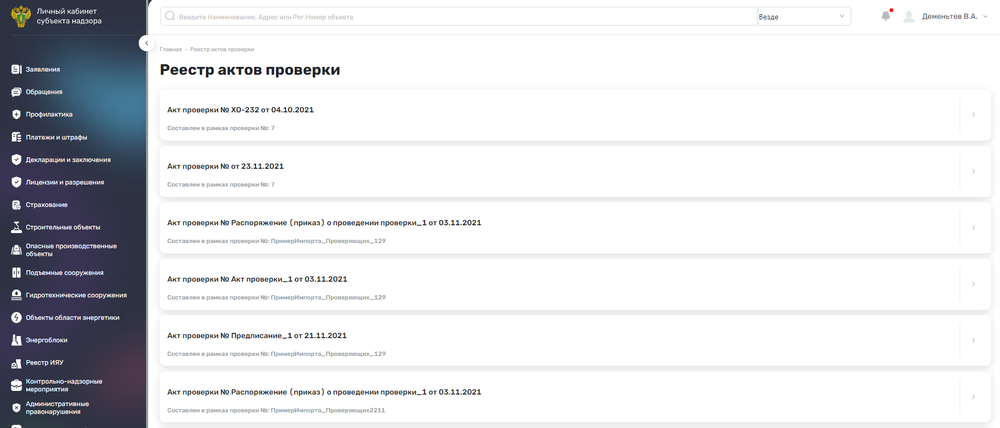 Личный кабинет
субъекта надзора
Заявления
Обращения
Профилактика
Платежи и штрафы
Декларации и заключения
Лицензии и разрешения
Страхование
Строительные объекты
Опасные производственные
объекты
Подъемные сооружения
Гидротехнические сооружения
Объекты области энергетики
Энергоблоки
Реестр ИЯУ
Контрольно-надзорные
мероприятия
Административные
правонарушения
Введите Наименование, Адрес или Рег.Номер объекта
Везде
Деменьтев В.А.
Главная • Реестр актов проверки
Реестр актов проверки
Акт проверки № ХО-232 от 04.10.2021
Составлен в рамках проверки №: 7
Акт проверки № от 23.11.2021
Составлен в рамках проверки №: 7
Акт проверки № Распоряжение (приказ) о проведении проверки_1 от 03.11.2021
Составлен в рамках проверки №: ПримерИмпорта_Проверяющих_129
Акт проверки № Акт проверки_1 от 03.11.2021
Составлен в рамках проверки №: ПримерИмпорта_Проверяющих_129
Акт проверки № Предписание_1 от 21.11.2021
Составлен в рамках проверки №: ПримерИмпорта_Проверяющих_129
Акт проверки № Распоряжение (приказ) о проведении проверки_1 от 03.11.2021
Составлен в рамках проверки №: ПримерИмпорта_Проверяющих2211